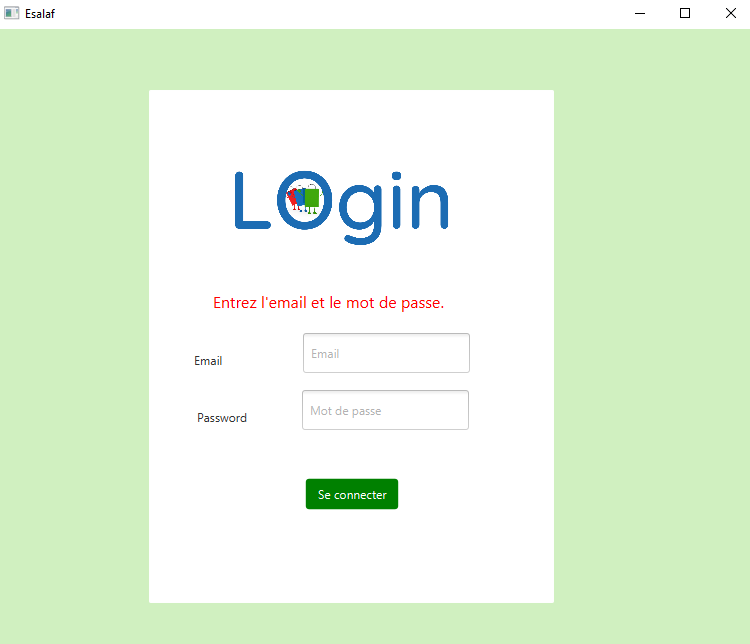 Esalaf
LOgin
Entrez l'email et le mot de passe.
Email
Email
Password
Mot de passe
Se connecter